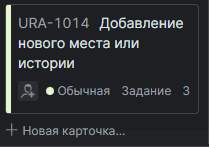 URA-1014 Добавление
нового места или
истории
Обычная Задание 3
+ Новая карточка...